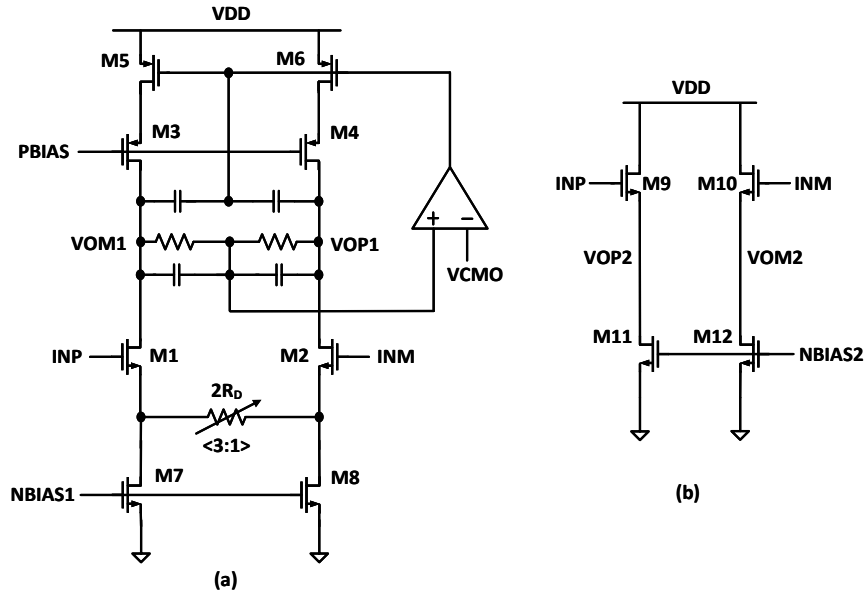 VDD
M5
M6
M3
M4
PBIAS
VDD
INP
M9
M10
INM
+
−
VOM1
VOP1
VCMO
VOP2
VOM2
INP
M1
M2
INM
M11
M12
NBIAS2
2RD
<3:1>
M7
M8
NBIAS1
(b)
(a)